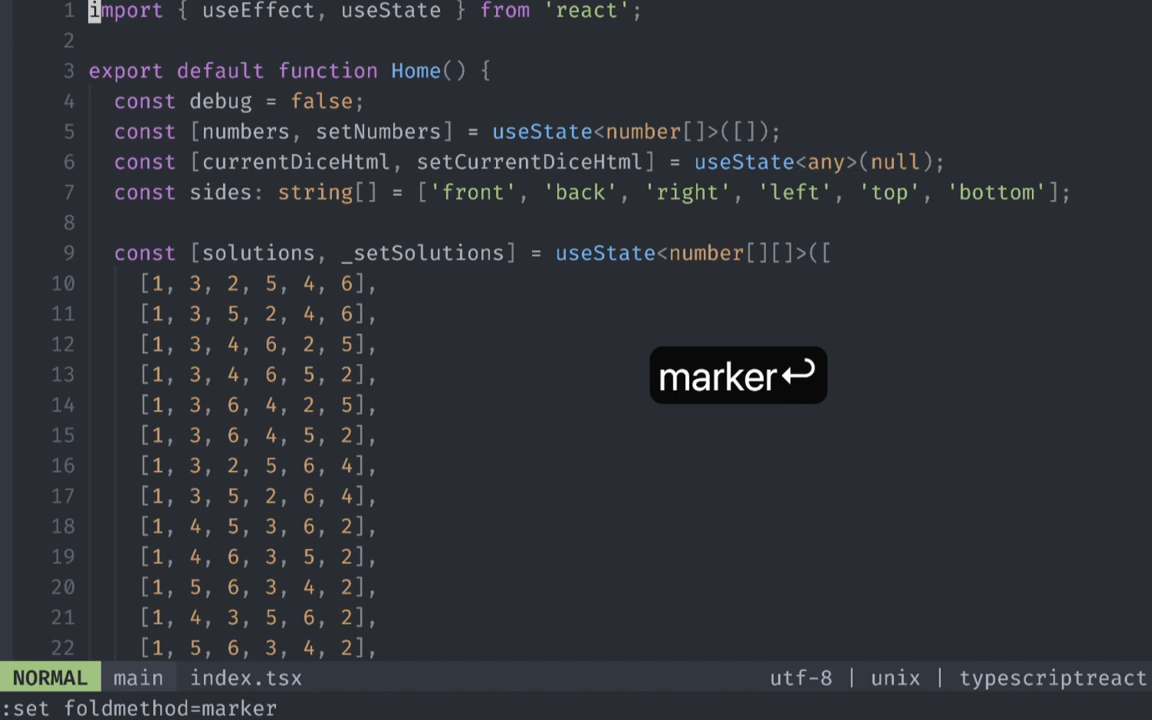 1 import { useEffect, useState } from 'react';
2
3 export default function Home() {
4   const debug = false;
5   const [numbers, setNumbers] = useState<number[]>([]);
6   const [currentDiceHtml, setCurrentDiceHtml] = useState<any>(null);
7   const sides: string[] = ['front', 'back', 'right', 'left', 'top', 'bottom'];
8
9   const [solutions, _setSolutions] = useState<number[][]>([
10     [1, 3, 2, 5, 4, 6],
11     [1, 3, 5, 2, 4, 6],
12     [1, 3, 4, 6, 2, 5],
13     [1, 3, 4, 6, 5, 2],
14     [1, 3, 6, 4, 2, 5],
15     [1, 3, 6, 4, 5, 2],
16     [1, 3, 2, 5, 6, 4],
17     [1, 3, 5, 2, 6, 4],
18     [1, 4, 5, 3, 6, 2],
19     [1, 4, 6, 3, 5, 2],
20     [1, 5, 6, 3, 4, 2],
21     [1, 4, 3, 5, 6, 2],
22     [1, 5, 6, 3, 4, 2],
marker↩
NORMAL main index.tsx utf-8 | unix | typescriptreact
:set foldmethod=marker